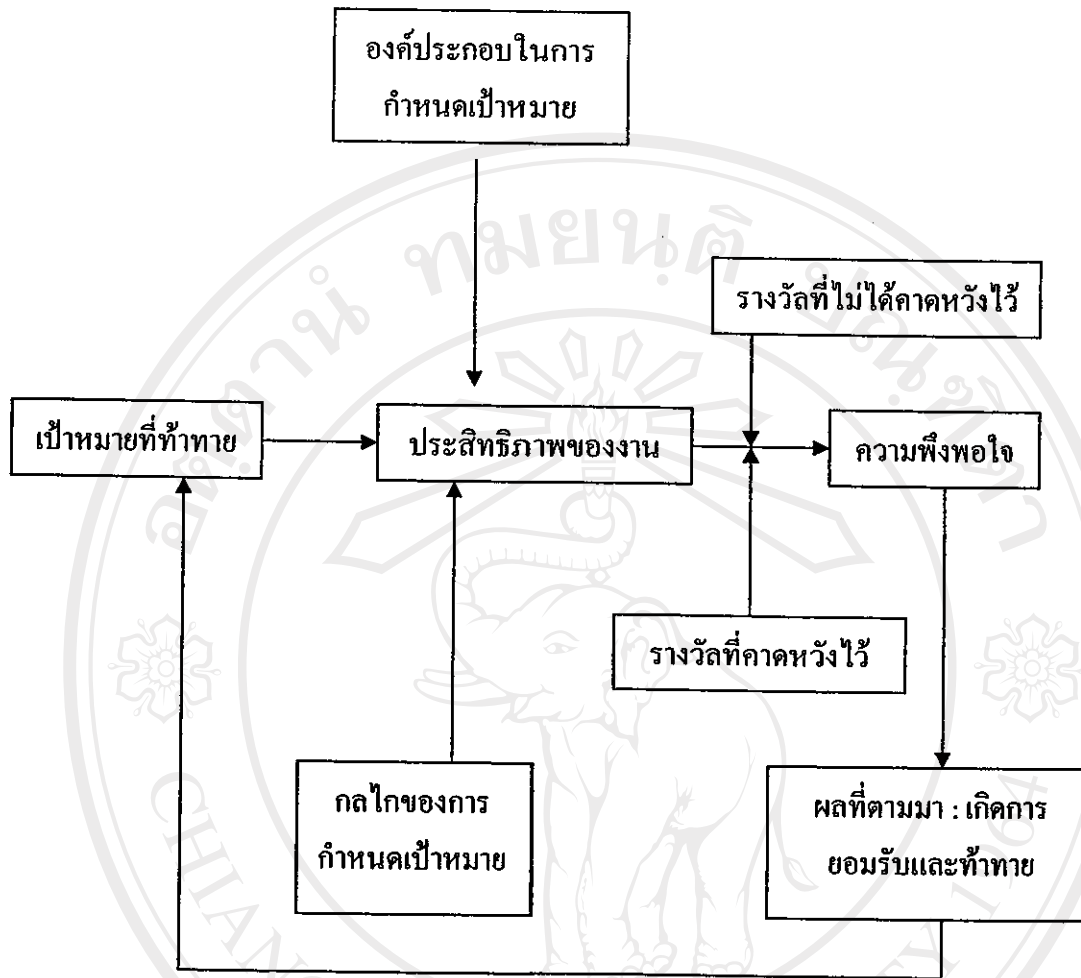 องค์ประกอบในการ
กำหนดเป้าหมาย
รางวัลที่ไม่ได้คาดหวังไว้
เป้าหมายที่ท้าทาย
ประสิทธิภาพของงาน
ความพึงพอใจ
รางวัลที่คาดหวังไว้
กลไกของการ
กำหนดเป้าหมาย
ผลที่ตามมา : เกิดการ
ยอมรับและท้าทาย